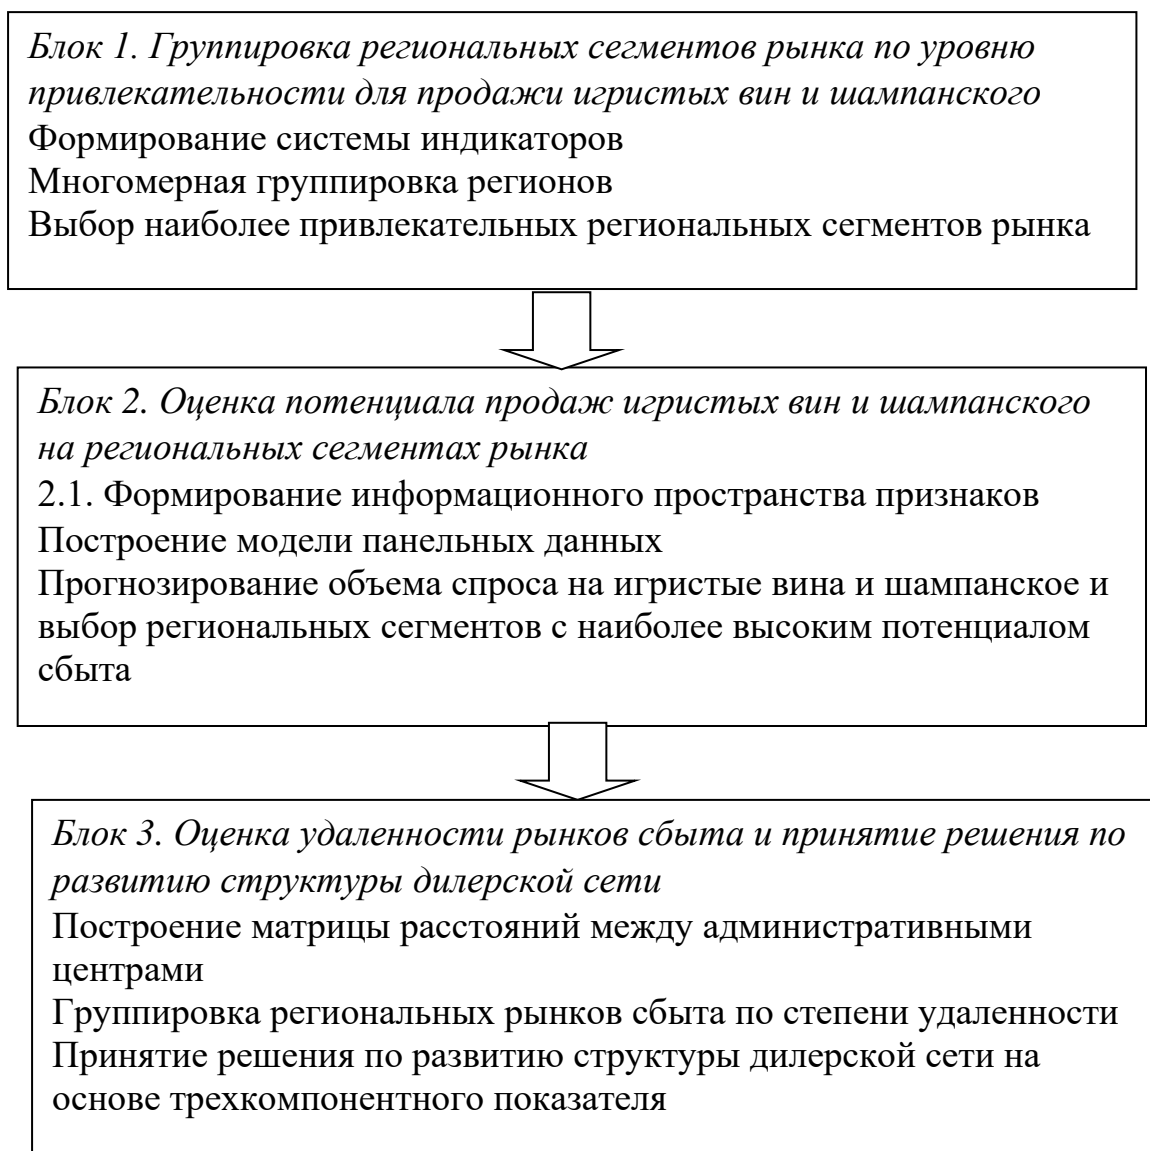 Блок 1. Группировка региональных сегментов рынка по уровню
привлекательности для продажи игристых вин и шампанского
Формирование системы индикаторов
Многомерная группировка регионов
Выбор наиболее привлекательных региональных сегментов рынка
Блок 2. Оценка потенциала продаж игристых вин и шампанского
на региональных сегментах рынка
2.1. Формирование информационного пространства признаков
Построение модели панельных данных
Прогнозирование объема спроса на игристые вина и шампанское и
выбор региональных сегментов с наиболее высоким потенциалом
сбыта
Блок 3. Оценка удаленности рынков сбыта и принятие решения по
развитию структуры дилерской сети
Построение матрицы расстояний между административными
центрами
Группировка региональных рынков сбыта по степени удаленности
Принятие решения по развитию структуры дилерской сети на
основе трехкомпонентного показателя